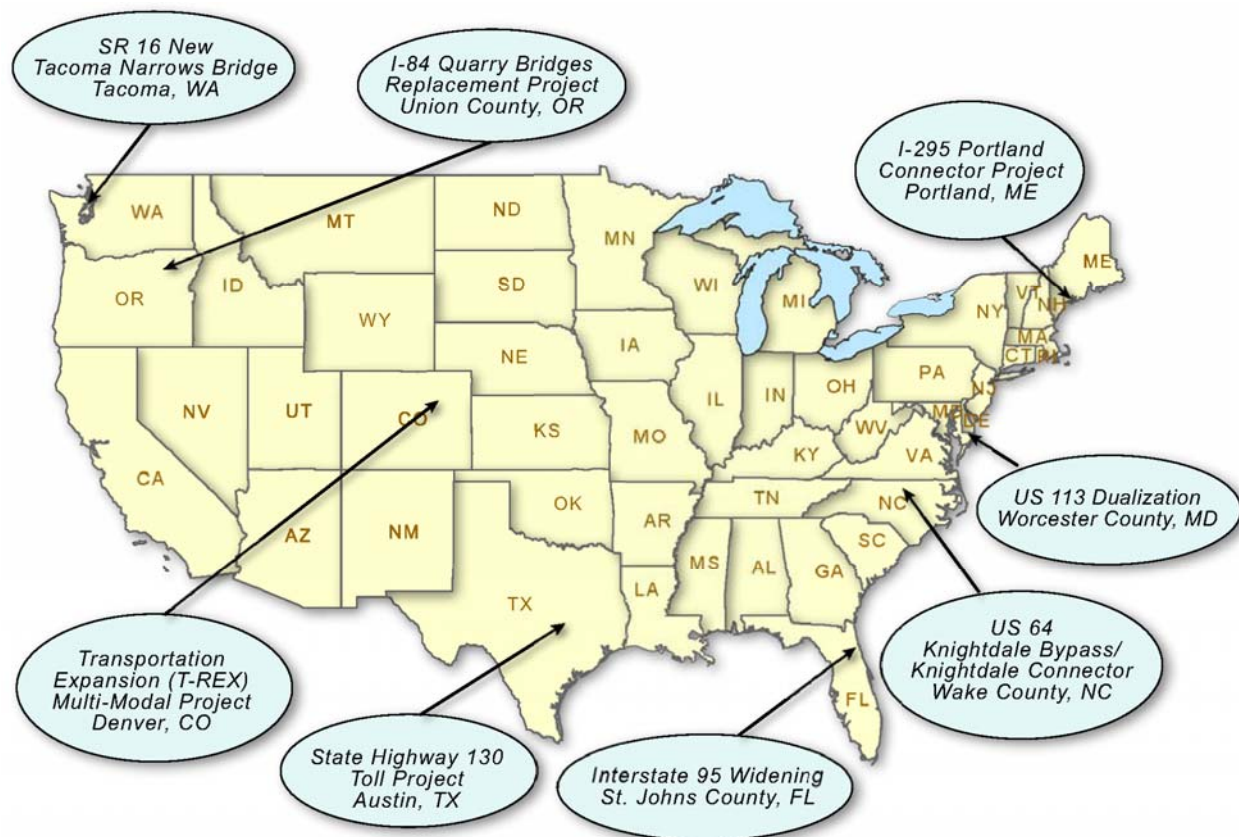 SR 16 New
Tacoma Narrows Bridge
Tacoma, WA
I-84 Quarry Bridges
Replacement Project
Union County, OR
I-295 Portland
Connector Project
Portland, ME
WA
MT
ND
MN
ME
OR
ID
SD
WI
MI
VT
NH
NY
WY
MA
CT
RI
IA
NE
PA
NJ
NV
UT
CO
IL
IN
OH
MD
DE
KS
MO
WV
KY
VA
CA
OK
TN
NC
AZ
NM
AR
SC
MS
AL
GA
LA
TX
FL
US 113 Dualization
Worcester County, MD
US 64
Knightdale Bypass/
Knightdale Connector
Wake County, NC
Transportation
Expansion (T-REX)
Multi-Modal Project
Denver, CO
State Highway 130
Toll Project
Austin, TX
Interstate 95 Widening
St. Johns County, FL